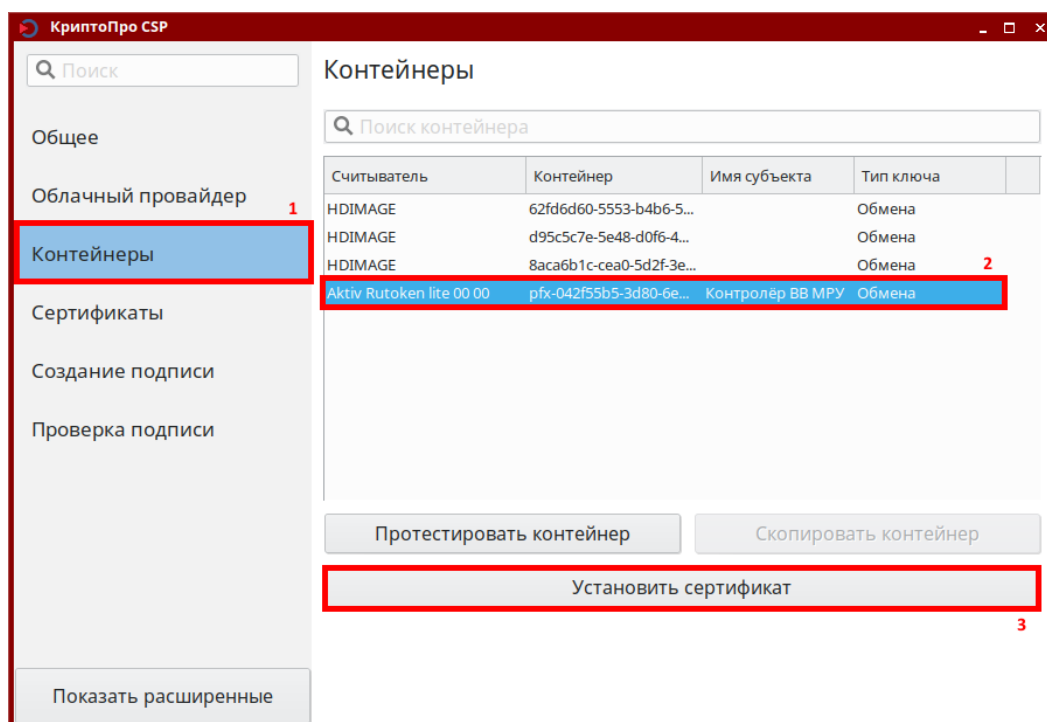 КриптоПро CSP
Поиск
Общее
Облачный провайдер
1
Контейнеры
Сертификаты
Создание подписи
Проверка подписи
Показать расширенные
Контейнеры
Поиск контейнера
Считыватель Контейнер Имя субъекта Тип ключа
HDIMAGE 62fd6d60-5553-b4b6-5... Обмена
HDIMAGE d95c5c7e-5e48-d0f6-4... Обмена
HDIMAGE 8aca6b1c-cea0-5d2f-3e... Обмена
2
Aktiv Rutoken lite 00 00 pfx-042f55b5-3d80-6e... Контролёр ВВ МРУ Обмена
Протестировать контейнер Скопировать контейнер
Установить сертификат
3